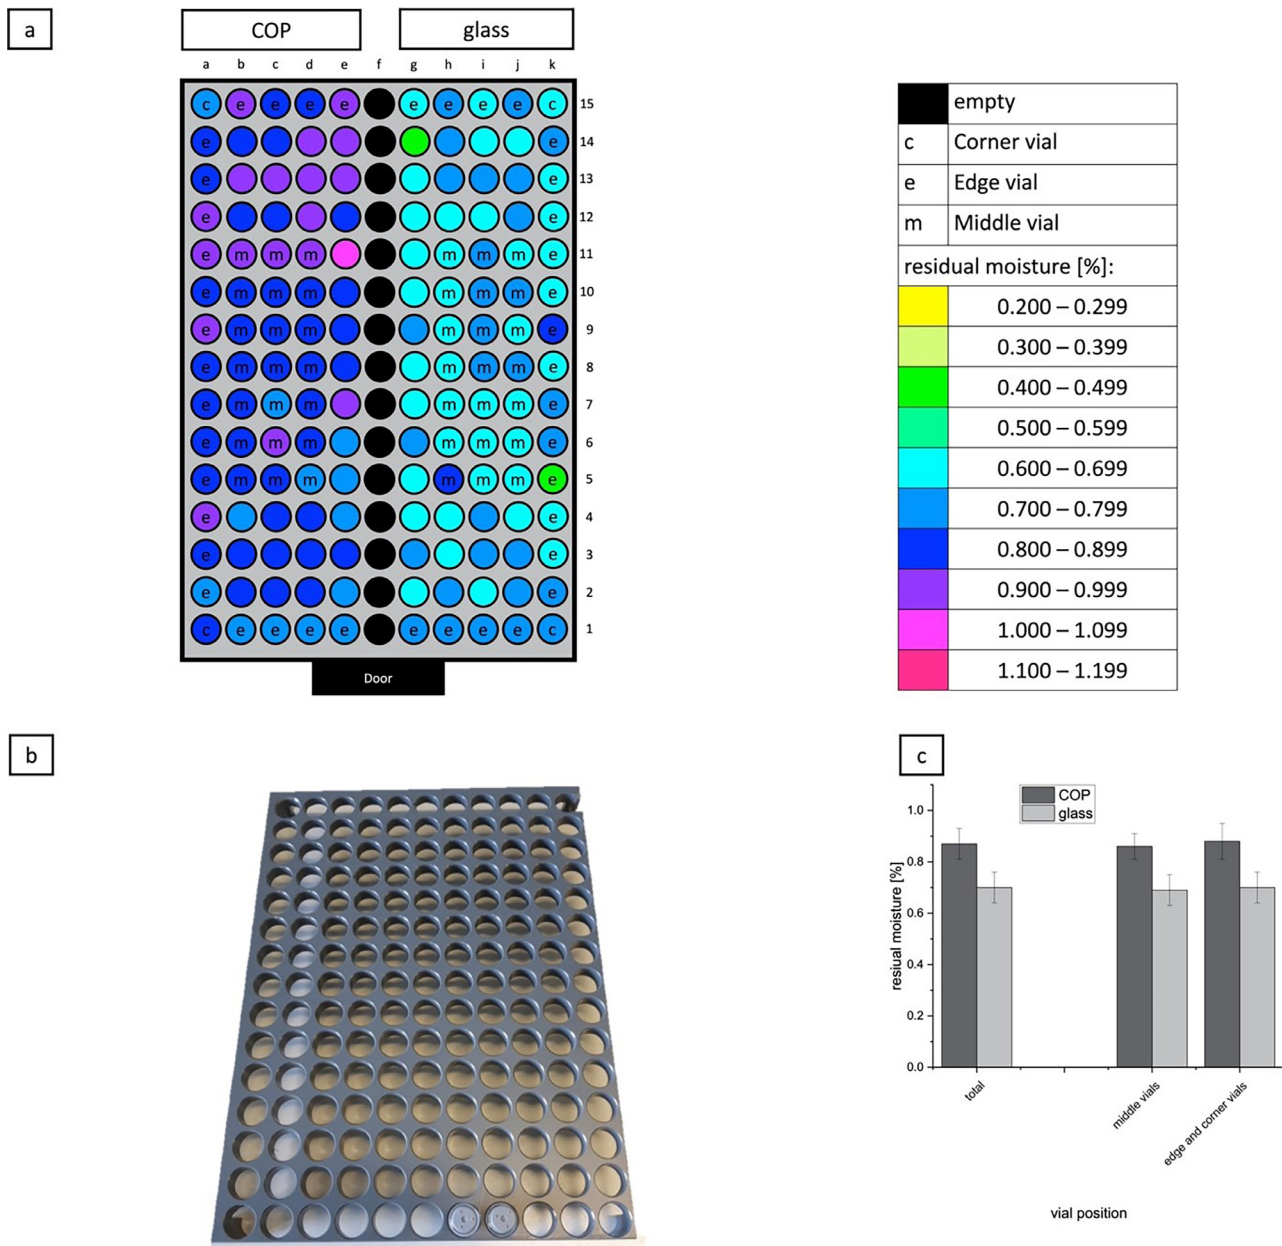 a
COP
glass
a b c d e f g h i j k
c e e e e e e e e c 15
e e 14
e e 13
e e 12
e m m m m m m e 11
e m m m m m m e 10
e m m m m m m e 9
e m m m m m m e 8
e m m m m m m e 7
e m m m m m m e 6
e m m m m m m e 5
e e 4
e e 3
e e 2
c e e e e e e e e c 1
Door
empty
c Corner vial
e Edge vial
m Middle vial
residual moisture [%]:
0.200 – 0.299
0.300 – 0.399
0.400 – 0.499
0.500 – 0.599
0.600 – 0.699
0.700 – 0.799
0.800 – 0.899
0.900 – 0.999
1.000 – 1.099
1.100 – 1.199
b
c
COP
glass
1.0
0.8
0.6
0.4
0.2
0.0
resiual moisture [%]
total
middle vials
edge and corner vials
vial position